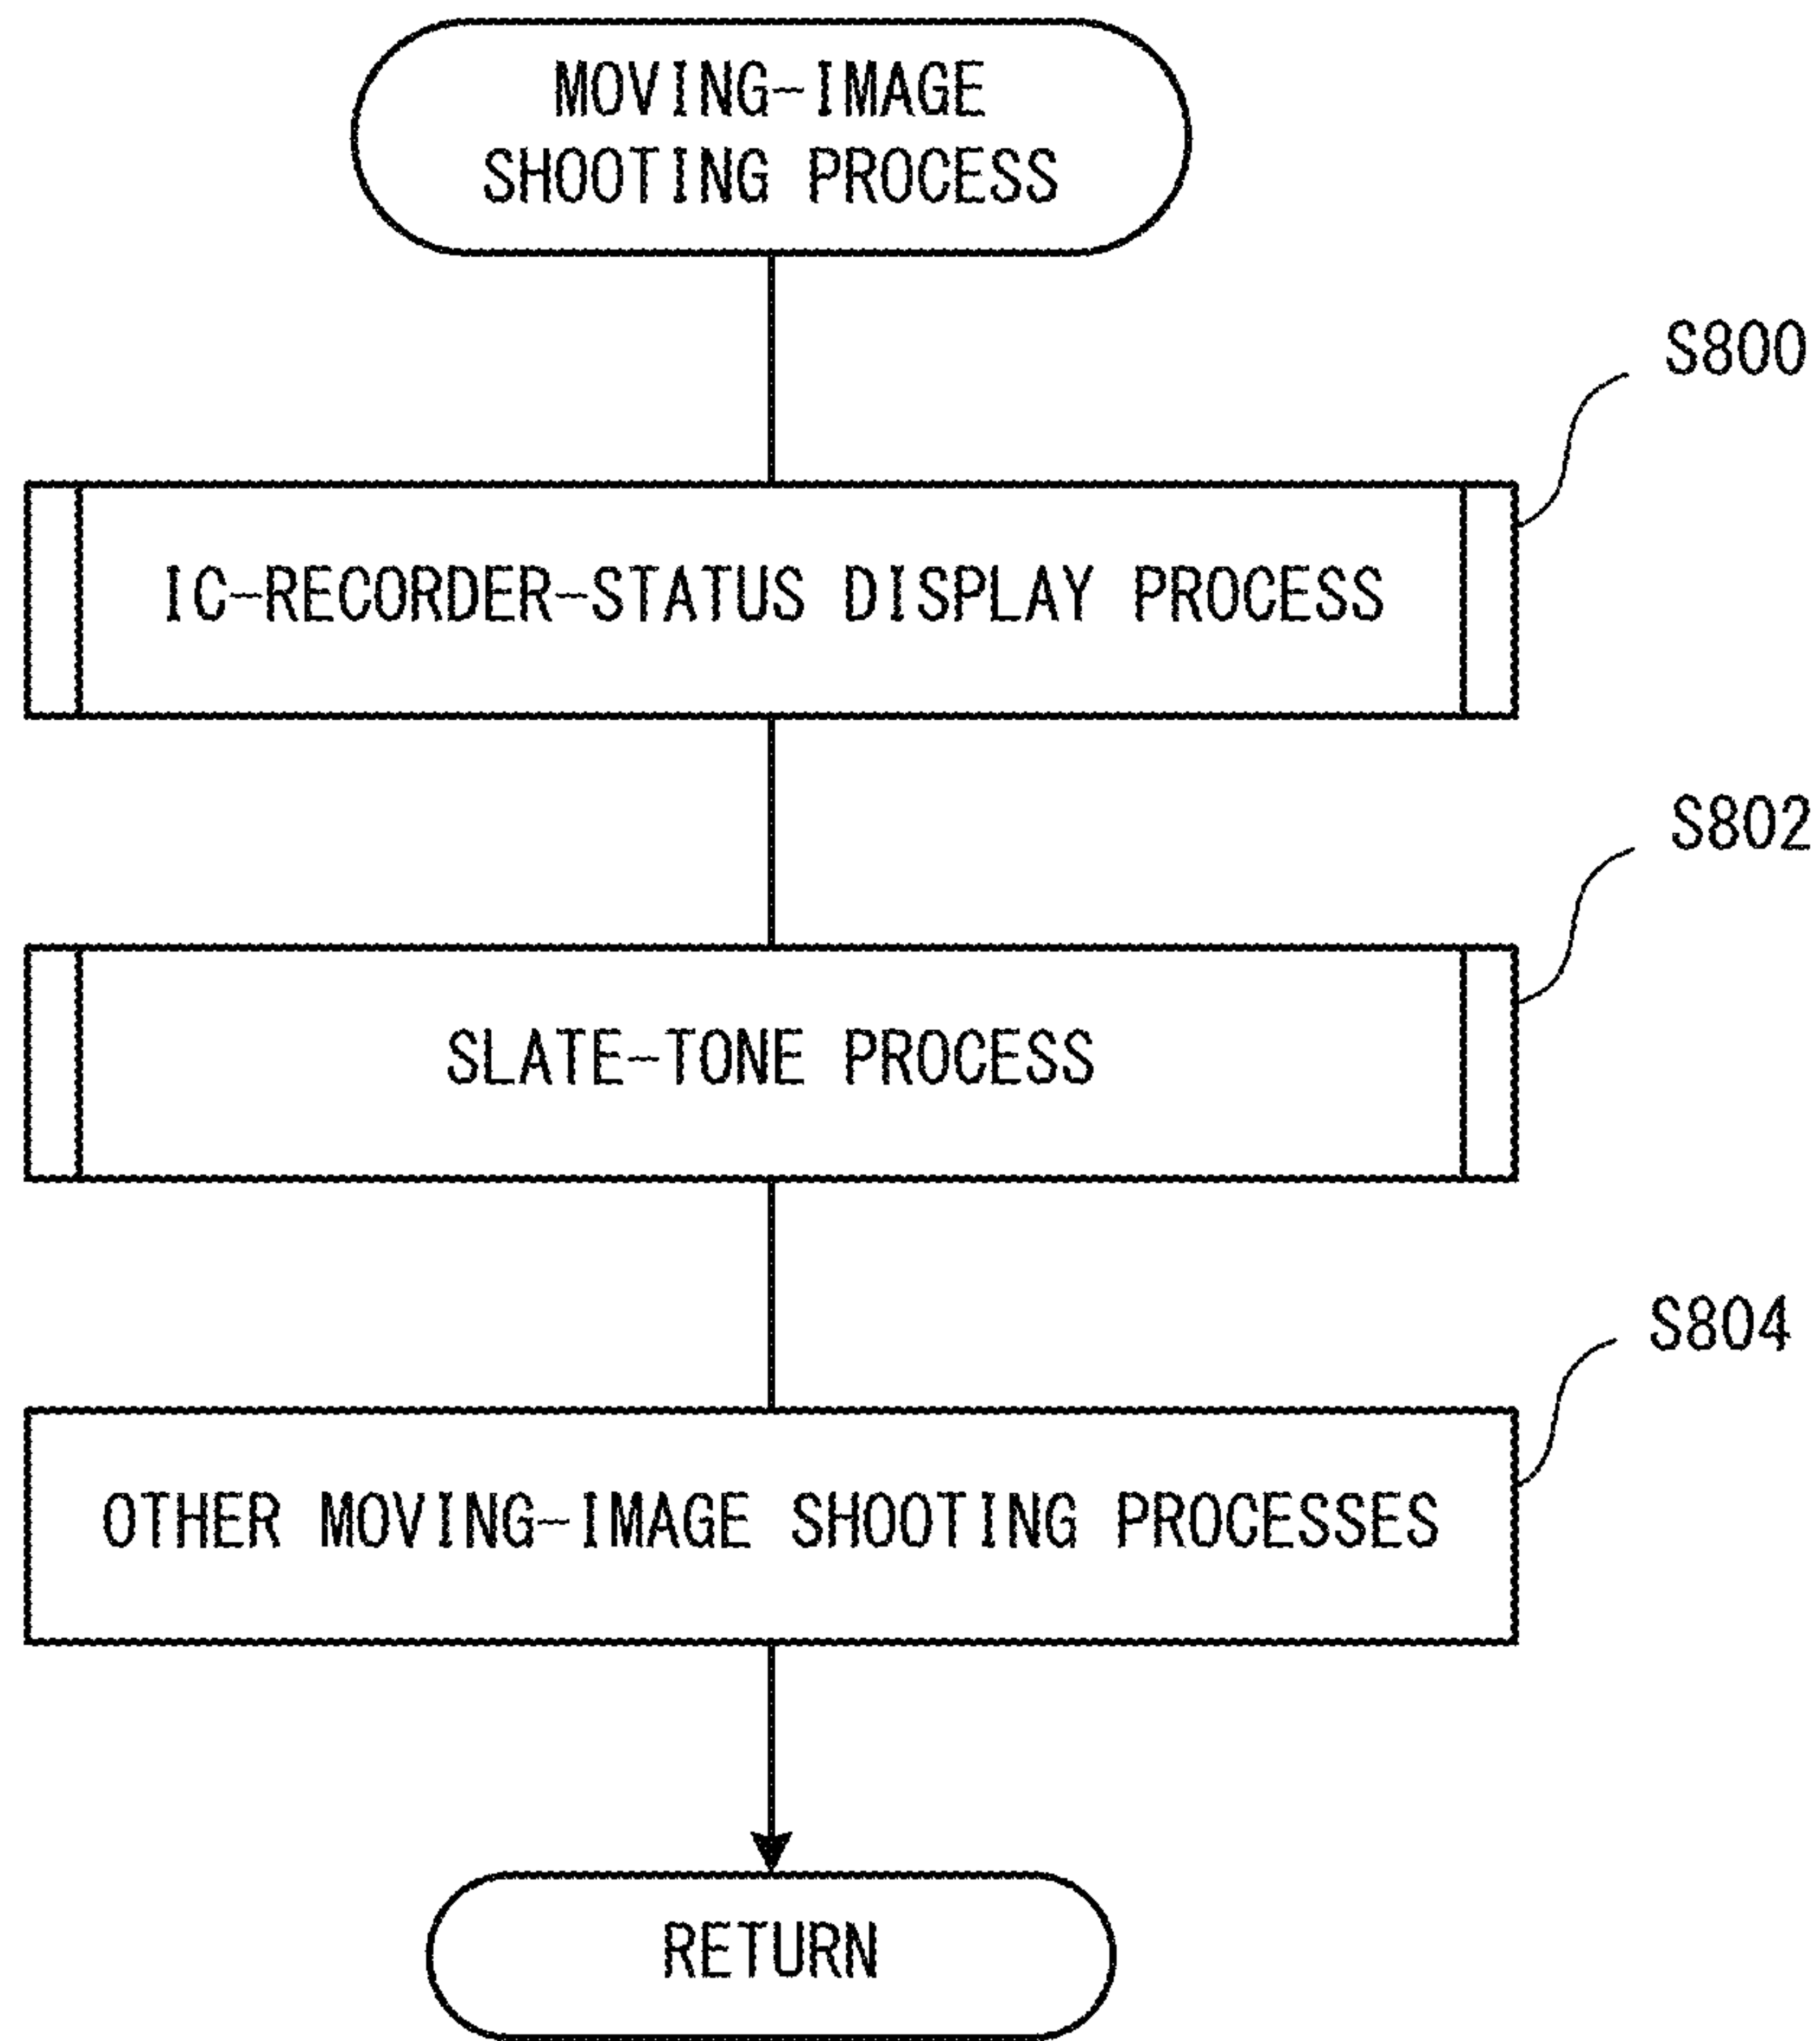 MOVING-IMAGE
SHOOTING PROCESS
S800
IC-RECORDER-STATUS DISPLAY PROCESS
S802
SLATE-TONE PROCESS
S804
OTHER MOVING-IMAGE SHOOTING PROCESSES
RETURN